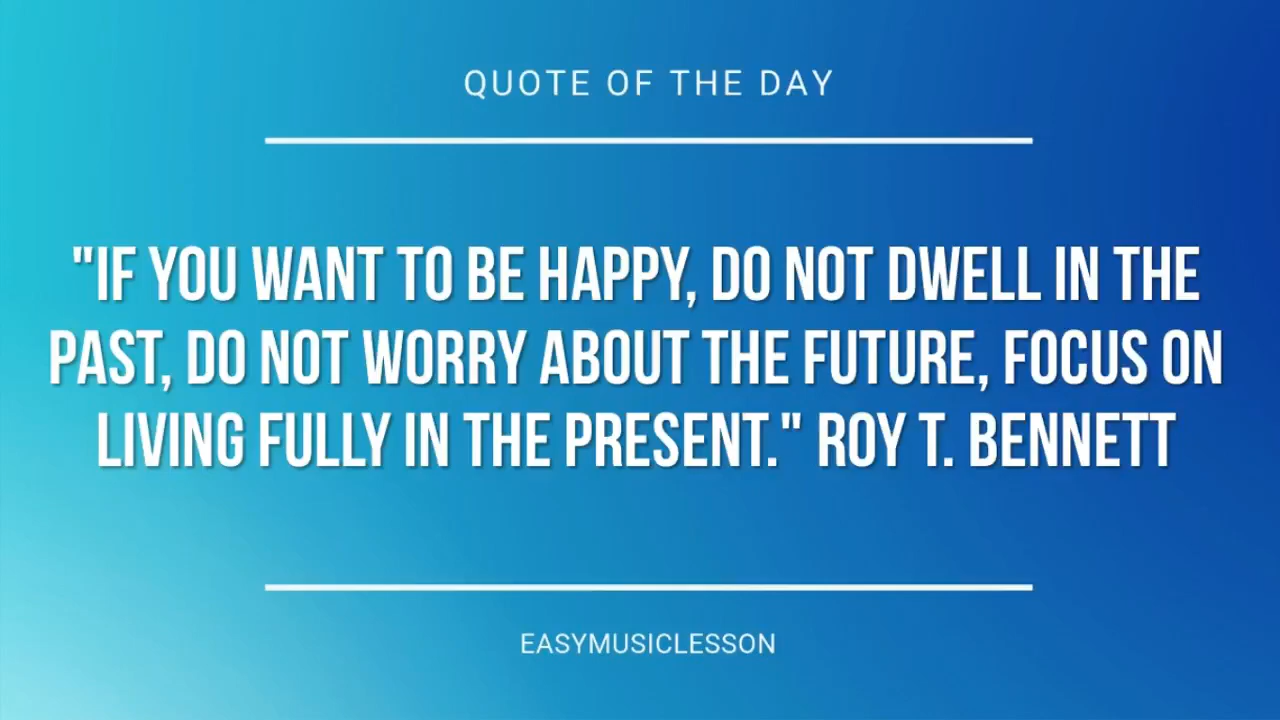 QUOTE OF THE DAY
"IF YOU WANT TO BE HAPPY, DO NOT DWELL IN THE
PAST, DO NOT WORRY ABOUT THE FUTURE, FOCUS ON
LIVING FULLY IN THE PRESENT." ROY T. BENNETT
EASYMUSICLESSON